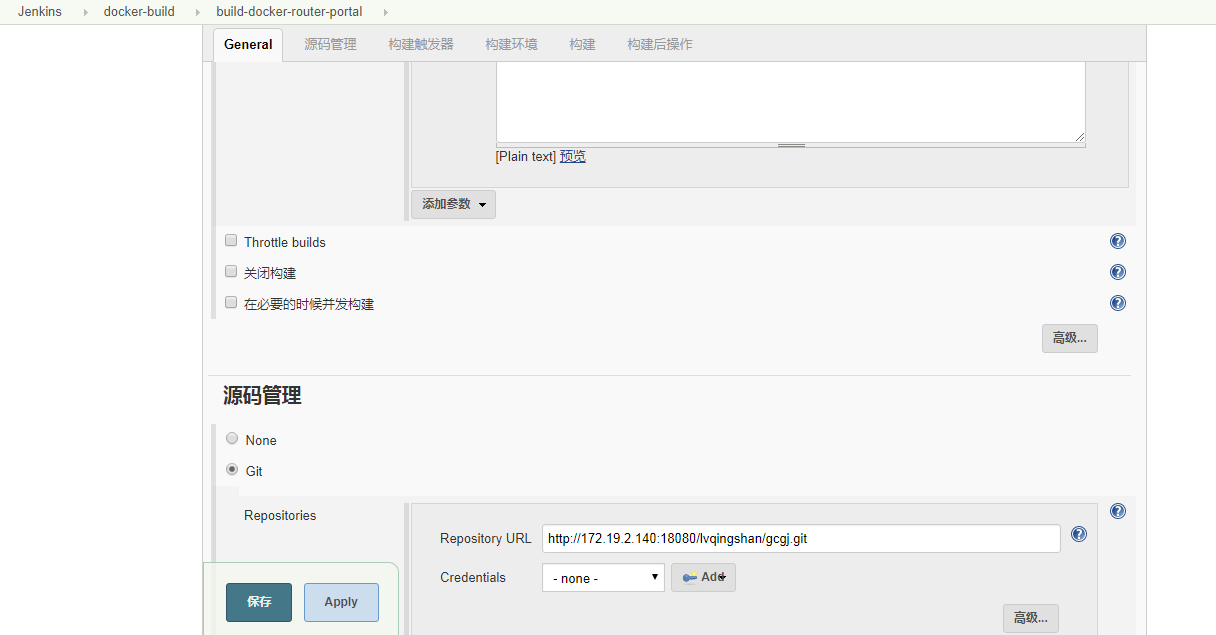 Jenkins docker-build build-docker-router-portal
General 源码管理 构建触发器 构建环境 构建 构建后操作
[Plain text] 预览
添加参数
Throttle builds
关闭构建
在必要的时候并发构建
高级...
源码管理
None
Git
Repositories
Repository URL http://172.19.2.140:18080/lvqingshan/gcgj.git
Credentials - none - Add
保存 Apply
高级...